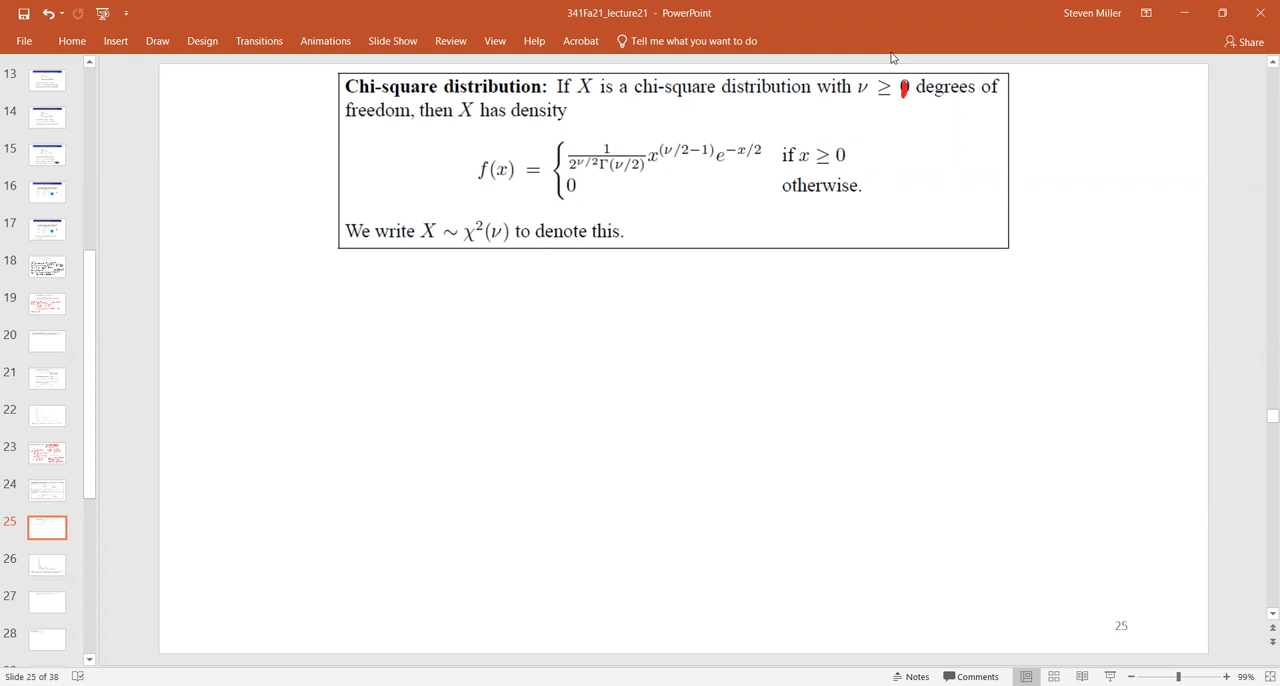 341Fa21_lecture21 - PowerPoint
Steven Miller
File Home Insert Draw Design Transitions Animations Slide Show Review View Help Acrobat Tell me what you want to do
Share
13
14
15
16
17
18
19
20
21
22
23
24
25
26
27
28
Chi-square distribution: If X is a chi-square distribution with ν ≥ degrees of
freedom, then X has density
f(x) = { 1/(2^{ν/2}Γ(ν/2)) x^{(ν/2−1)} e^{−x/2} if x ≥ 0
0 otherwise.
We write X ∼ χ²(ν) to denote this.
25
Slide 25 of 38
Notes Comments
99%